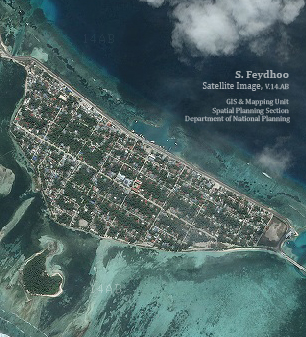 S. Feydhoo
Satellite Image, V.14.AB
GIS & Mapping Unit
Spatial Planning Section
Department of National Planning